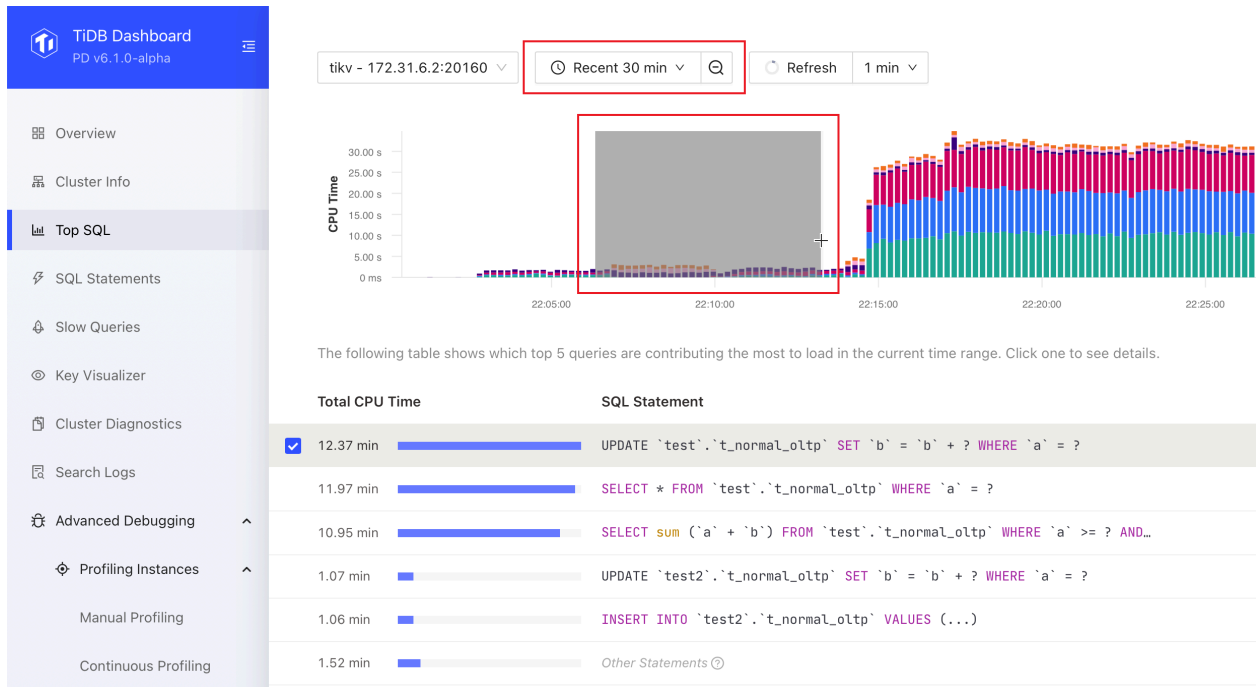 TiDB Dashboard
PD v6.1.0-alpha
Overview
Cluster Info
Top SQL
SQL Statements
Slow Queries
Key Visualizer
Cluster Diagnostics
Search Logs
Advanced Debugging
Profiling Instances
Manual Profiling
Continuous Profiling
tikv - 172.31.6.2:20160
Recent 30 min
Refresh
1 min
CPU Time
30.00 s
25.00 s
20.00 s
15.00 s
10.00 s
5.00 s
0 ms
22:05:00 22:10:00 22:15:00 22:20:00 22:25:00
The following table shows which top 5 queries are contributing the most to load in the current time range. Click one to see details.
Total CPU Time SQL Statement
12.37 min UPDATE `test`.`t_normal_oltp` SET `b` = `b` + ? WHERE `a` = ?
11.97 min SELECT * FROM `test`.`t_normal_oltp` WHERE `a` = ?
10.95 min SELECT sum (`a` + `b`) FROM `test`.`t_normal_oltp` WHERE `a` >= ? AND…
1.07 min UPDATE `test2`.`t_normal_oltp` SET `b` = `b` + ? WHERE `a` = ?
1.06 min INSERT INTO `test2`.`t_normal_oltp` VALUES (...)
1.52 min Other Statements